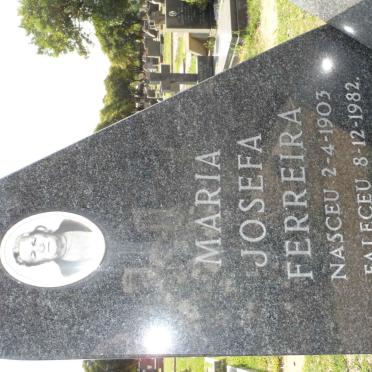 MARIA
JOSEFA
FERREIRA
NASCEU 2-4-1903
FALECEU 8-12-1982.